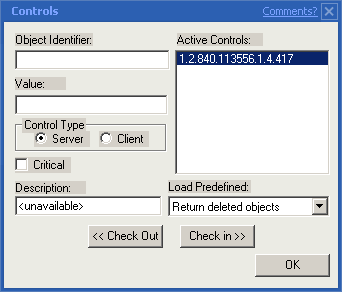 Controls
Comments?
Object Identifier:
Active Controls:
1.2.840.113556.1.4.417
Value:
Control Type
Server
Client
Critical
Description:
Load Predefined:
<unavailable>
Return deleted objects
<< Check Out
Check in >>
OK